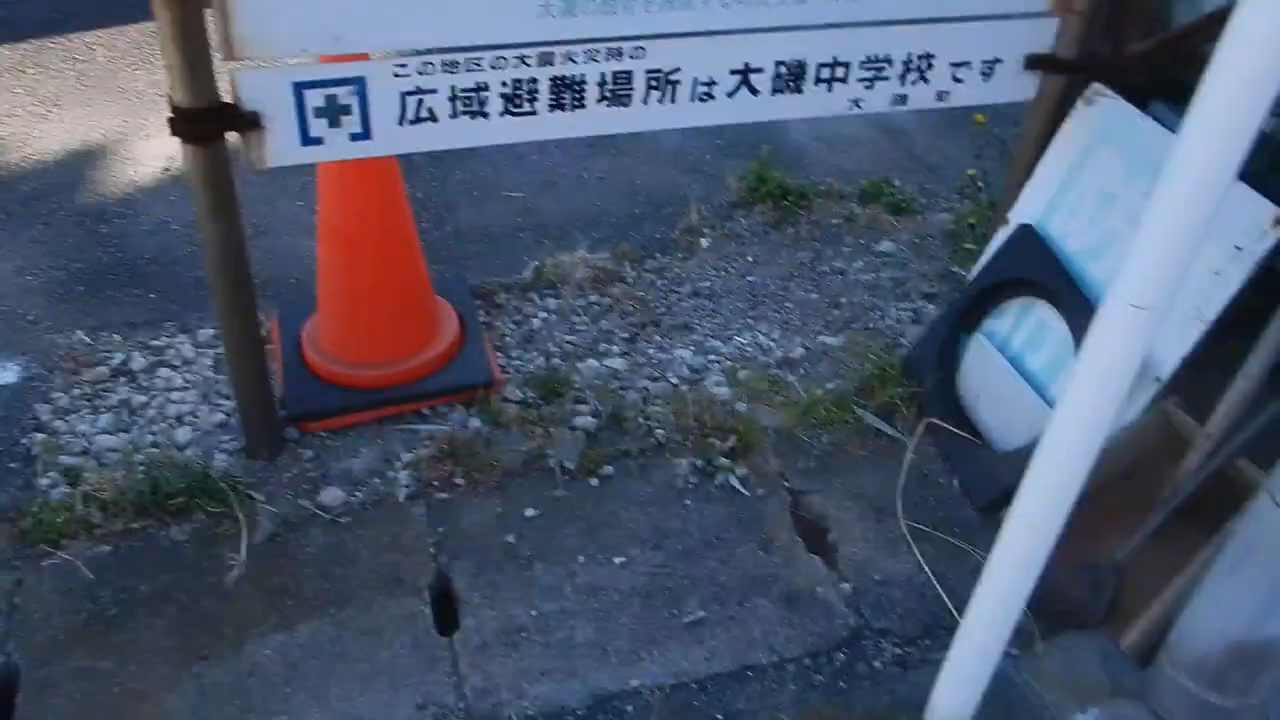 この地区の大震火災時の
広域避難場所は大磯中学校です
大磯町